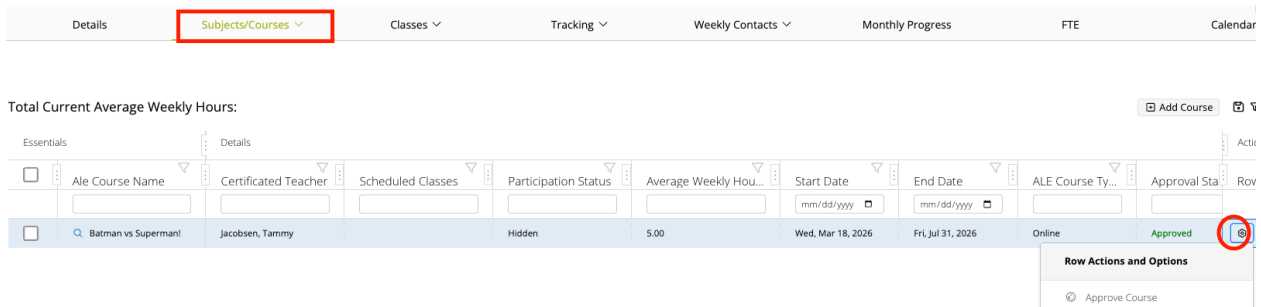 Details Subjects/Courses Classes Tracking Weekly Contacts Monthly Progress FTE Calendar
Total Current Average Weekly Hours:
Add Course
Essentials Details
Ale Course Name Certificated Teacher Scheduled Classes Participation Status Average Weekly Hou... Start Date End Date ALE Course Ty... Approval Sta
mm/dd/yyyy mm/dd/yyyy
Batman vs Superman! Jacobsen, Tammy Hidden 5.00 Wed, Mar 18, 2026 Fri, Jul 31, 2026 Online Approved
Row Actions and Options
Approve Course